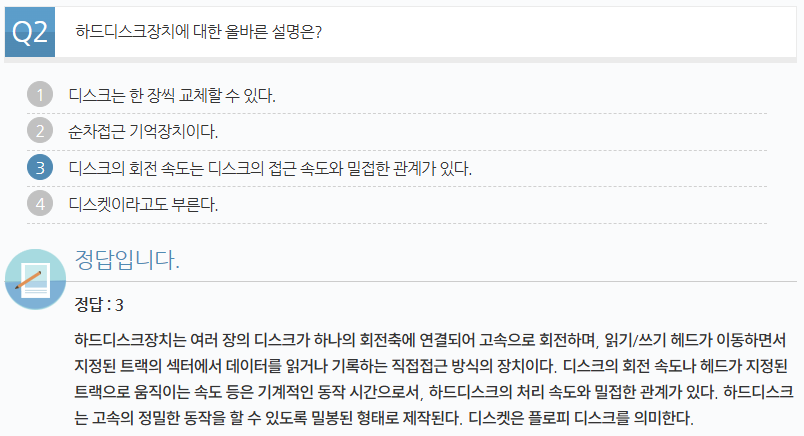 Q2 하드디스크장치에 대한 올바른 설명은?
1 디스크는 한 장씩 교체할 수 있다.
2 순차접근 기억장치이다.
3 디스크의 회전 속도는 디스크의 접근 속도와 밀접한 관계가 있다.
4 디스켓이라고도 부른다.
정답입니다.
정답 : 3
하드디스크장치는 여러 장의 디스크가 하나의 회전축에 연결되어 고속으로 회전하며, 읽기/쓰기 헤드가 이동하면서
지정된 트랙의 섹터에서 데이터를 읽거나 기록하는 직접접근 방식의 장치이다. 디스크의 회전 속도나 헤드가 지정된
트랙으로 움직이는 속도 등은 기계적인 동작 시간으로서, 하드디스크의 처리 속도와 밀접한 관계가 있다. 하드디스크
는 고속의 정밀한 동작을 할 수 있도록 밀봉된 형태로 제작된다. 디스켓은 플로피 디스크를 의미한다.